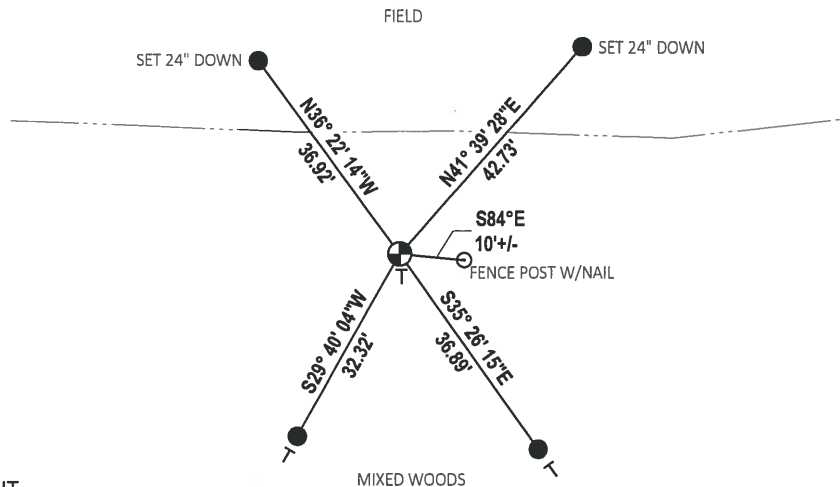 FIELD
SET 24" DOWN
SET 24" DOWN
N36° 22' 14"W
36.92'
N41° 39' 28"E
42.73'
S84°E
10'+/-
FENCE POST W/NAIL
T
S29° 40' 04"W
32.32'
S35° 26' 15"E
36.89'
T
T
MIXED WOODS